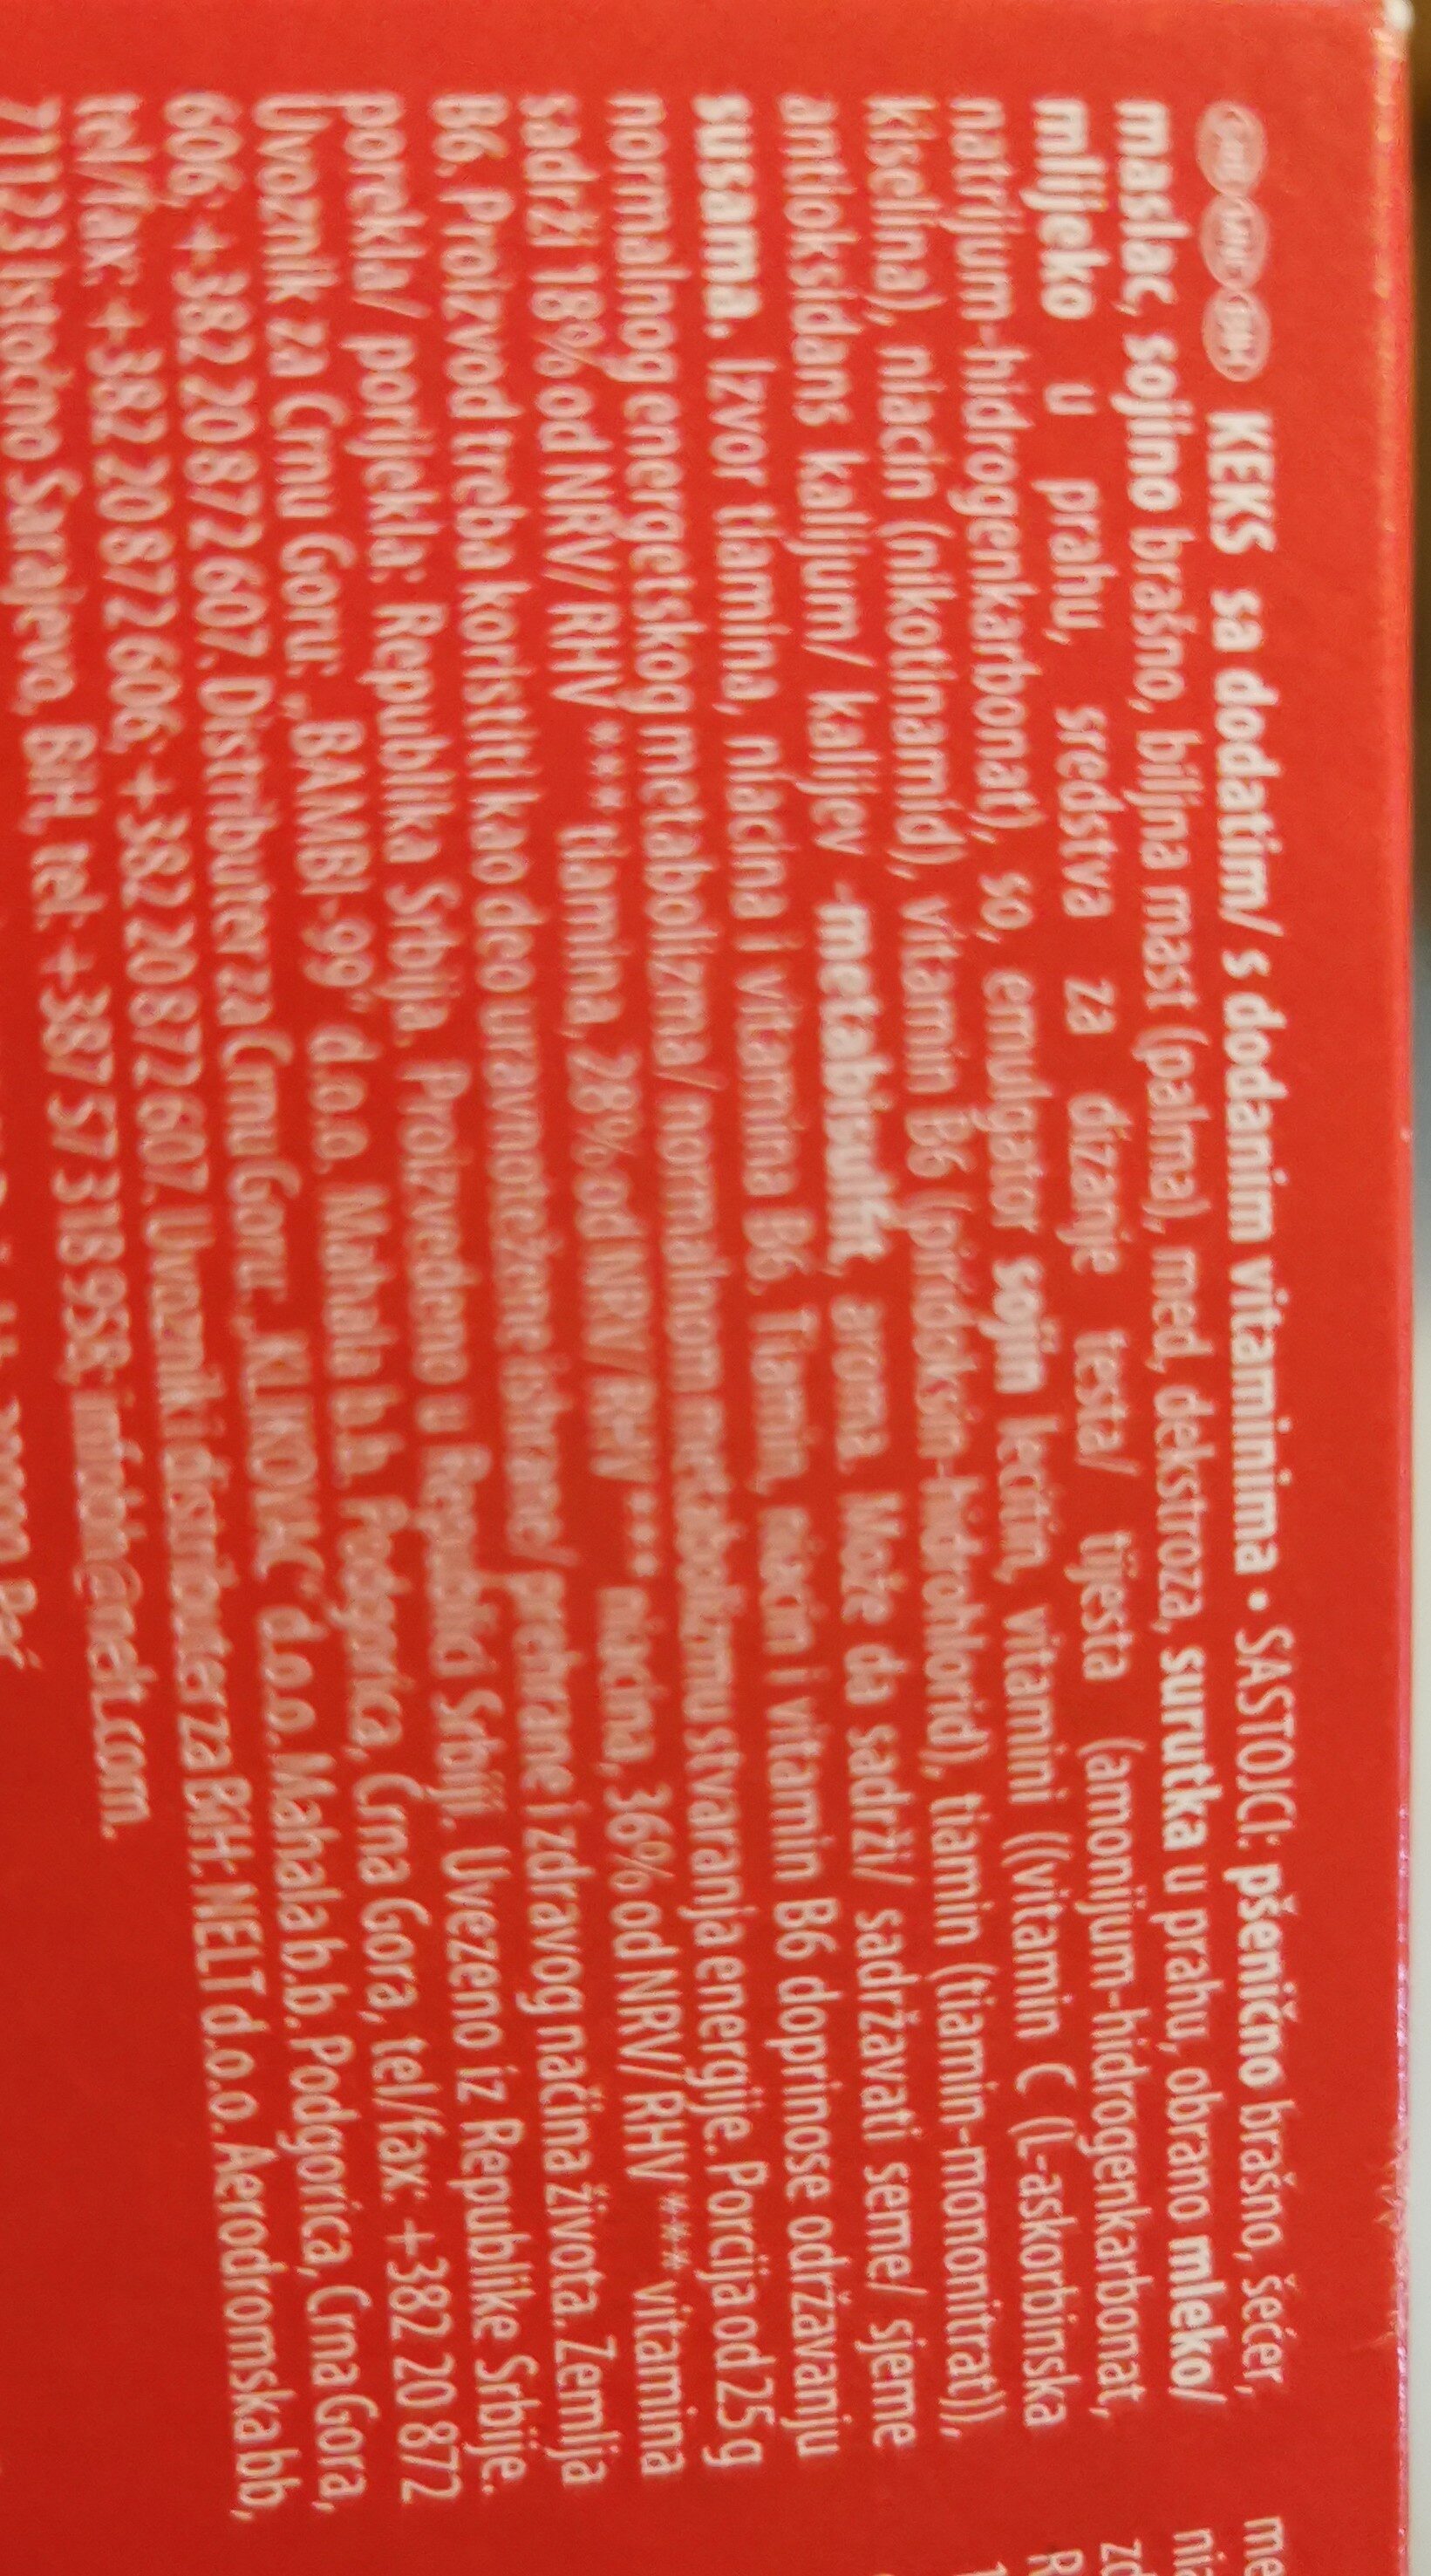 KEKS sa dodatim/ s dodanim vitaminima • SASTOJCI: pšenično brašno, šećer,
maslac, sojino brašno, biljna mast (palma), med, dekstroza, surutka u prahu, obrano mleko/
mlijeko u prahu, sredstva za dizanje testa/ tijesta (amonijum-hidrogenkarbonat,
natrijum-hidrogenkarbonat), so, emulgator sojin lecitin, vitamini ((vitamin C (L-askorbinska
kiselina), niacin (nikotinamid), vitamin B6 (piridoksin-hidrohlorid), tiamin (tiamin-mononitrat)),
antioksidans kalijum/ kalijev -metabisulfit, aroma. Može da sadrži/ sadržavati seme/ sjeme
susama. Izvor tiamina, niacina i vitamina B6. Tiamin, niacin i vitamin B6 doprinose održavanju
normalnog energetskog metabolizma/ normalnom metabolizmu stvaranja energije. Porcija od 25 g
sadrži 18% od NRV/ RHV *** tiamina, 28% od NRV/ RHV *** niacina, 36% od NRV/ RHV *** vitamina
B6. Proizvod treba koristiti kao deo uravnotežene ishrane/ prehrane i zdravog načina života. Zemlja
porekla/ porijekla: Republika Srbija. Proizvedeno u Republici Srbiji. Uvezeno iz Republike Srbije.
Uvoznik za Crnu Goru: „BAMBI-99" d.o.o. Mahala b.b. Podgorica, Crna Gora, tel/fax: +382 20 872
606; + 382 20 872 607. Distributer za Crnu Goru: „KLIKOVAC" d.o.o. Mahala b.b. Podgorica, Crna Gora,
tel/fax: + 382 20 872 606; + 382 20 872 607. Uvoznik i distributer za BiH: NELT d.o.o. Aerodromska bb,
71123 Istočno Sarajevo, BiH, tel: +387 57 318 955;
me
nia
zd
R
1